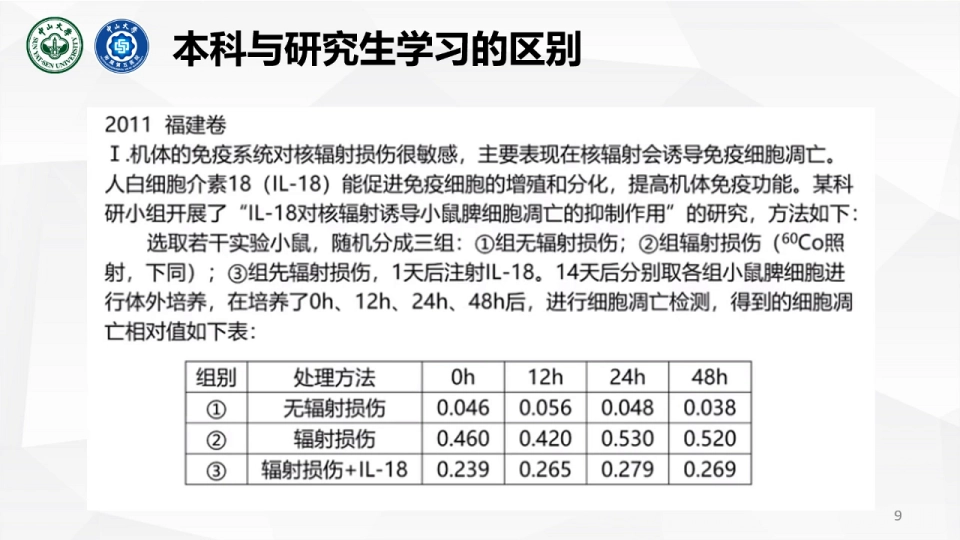 中山大学
SUN YAT-SEN UNIVERSITY
中山大学
本科与研究生学习的区别
2011 福建卷
Ⅰ.机体的免疫系统对核辐射损伤很敏感，主要表现在核辐射会诱导免疫细胞凋亡。
人白细胞介素18（IL-18）能促进免疫细胞的增殖和分化，提高机体免疫功能。某科
研小组开展了“IL-18对核辐射诱导小鼠脾细胞凋亡的抑制作用”的研究，方法如下：
选取若干实验小鼠，随机分成三组：①组无辐射损伤；②组辐射损伤（⁶⁰Co照
射，下同）；③组先辐射损伤，1天后注射IL-18。14天后分别取各组小鼠脾细胞进
行体外培养，在培养了0h、12h、24h、48h后，进行细胞凋亡检测，得到的细胞凋
亡相对值如下表：
组别 处理方法 0h 12h 24h 48h
① 无辐射损伤 0.046 0.056 0.048 0.038
② 辐射损伤 0.460 0.420 0.530 0.520
③ 辐射损伤+IL-18 0.239 0.265 0.279 0.269
9